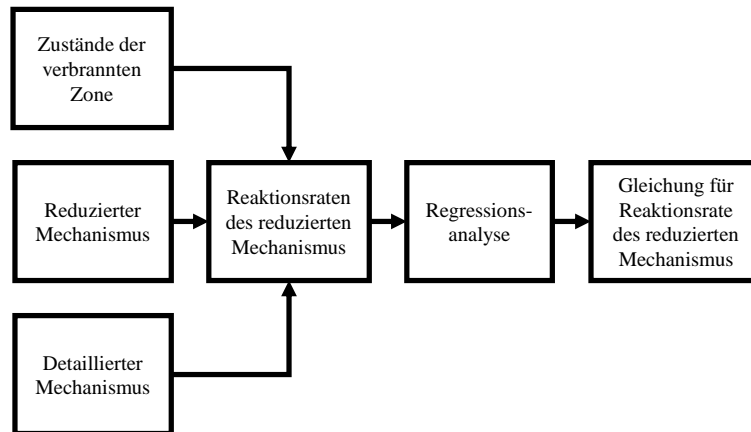 Zustände der
verbrannten
Zone
Reduzierter
Mechanismus
Reaktionsraten
des reduzierten
Mechanismus
Regressions-
analyse
Gleichung für
Reaktionsrate
des reduzierten
Mechanismus
Detaillierter
Mechanismus